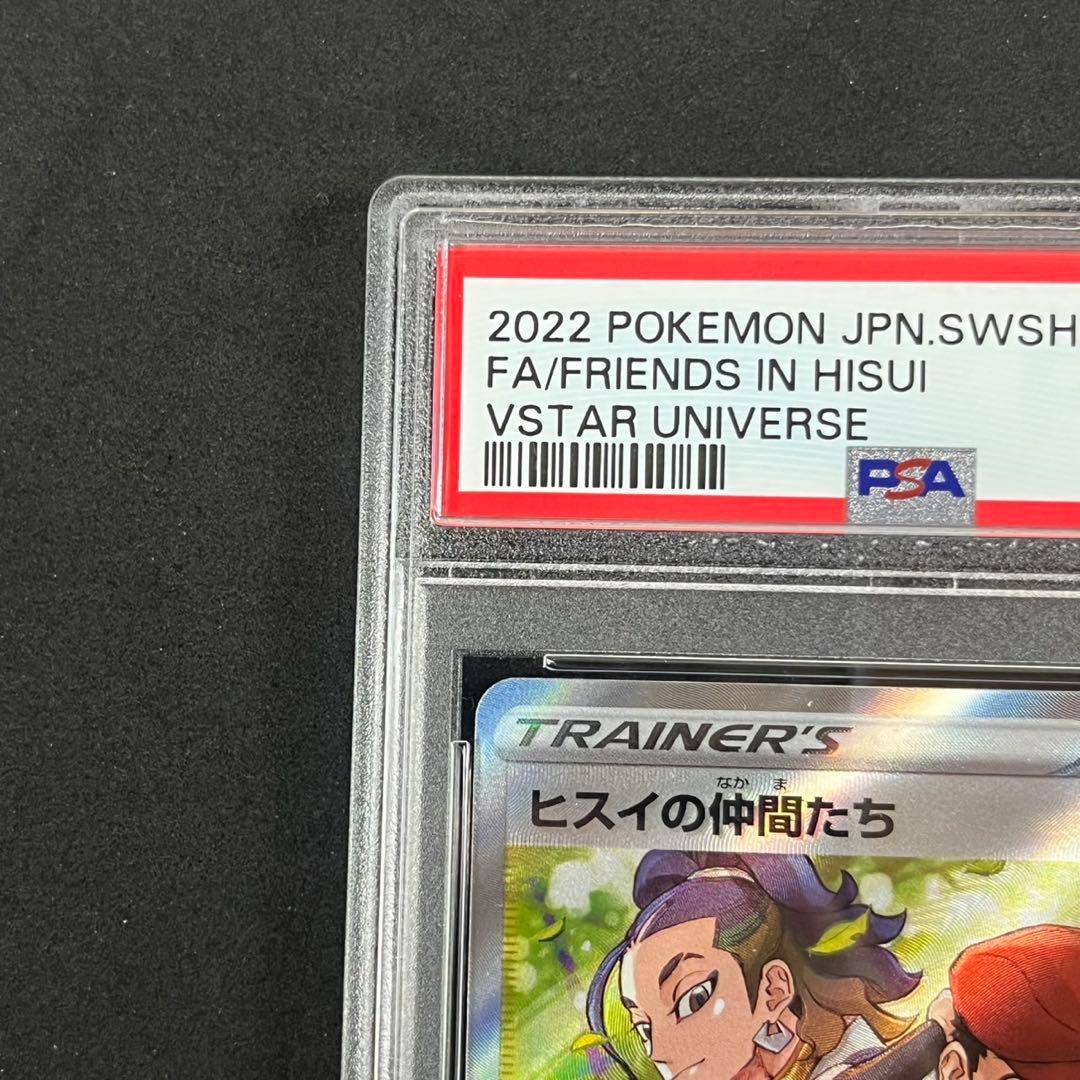 2022 POKEMON JPN.SWSH
FA/FRIENDS IN HISUI
VSTAR UNIVERSE
PSA
TRAINER'S
なかま
ヒスイの仲間たち